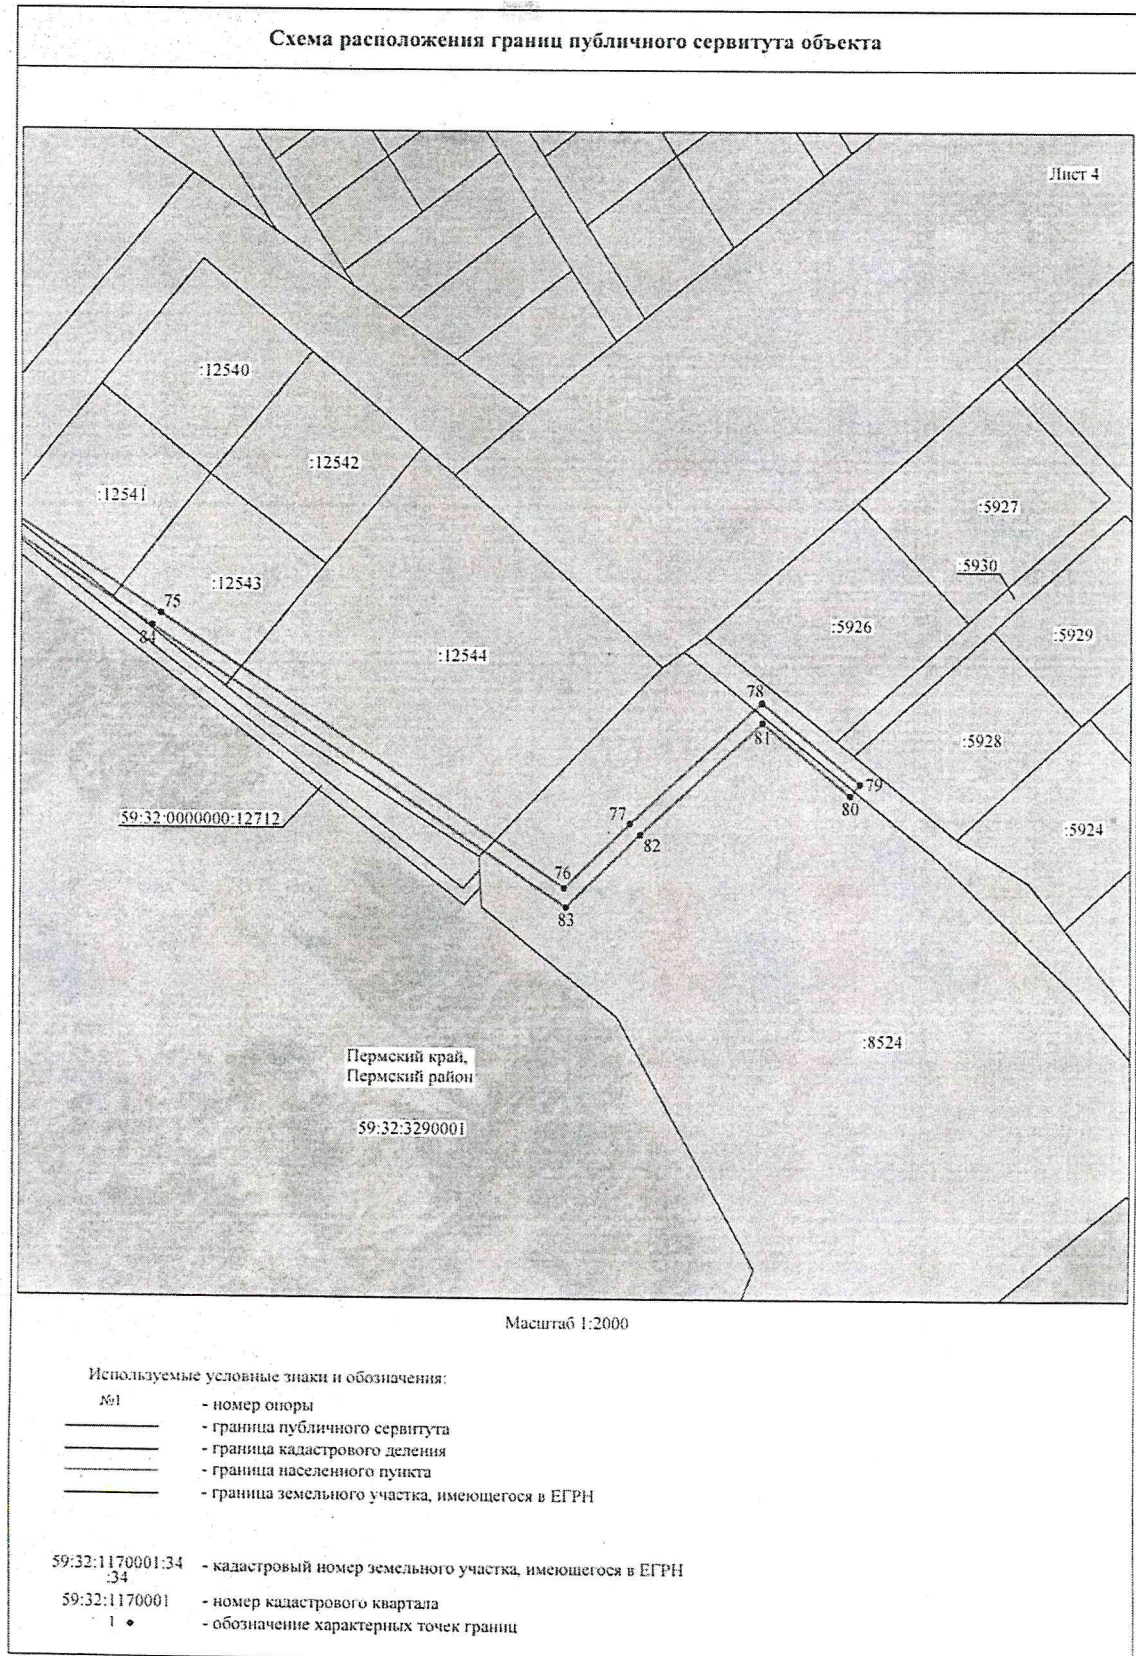 Схема расположения границ публичного сервитута объекта
Лист 4
:12540
:12542
:12541
:5927
:5930
:12543
75
:5926
:5929
84
:12544
78
81
:5928
79
80
59:32:0000000:12712
77
82
:5924
76
83
:8524
Пермский край,
Пермский район
59:32:3290001
Масштаб 1:2000
Используемые условные знаки и обозначения:
№1 - номер опоры
- граница публичного сервитута
- граница кадастрового деления
- граница населенного пункта
- граница земельного участка, имеющегося в ЕГРН
59:32:1170001:34 - кадастровый номер земельного участка, имеющегося в ЕГРН
:34
59:32:1170001 - номер кадастрового квартала
1 - обозначение характерных точек границ